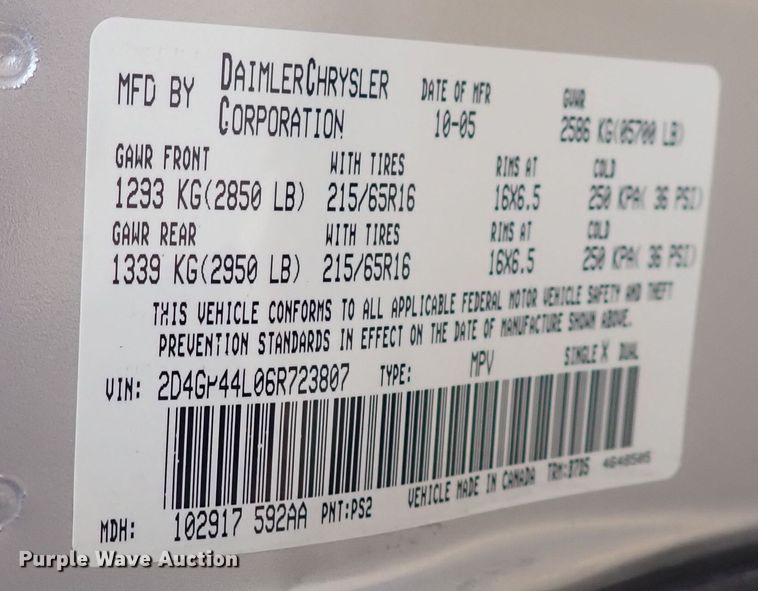 MFD BY DAIMLERCHRYSLER CORPORATION DATE OF MFR 10-05 GVWR 2586 KG(05700 LB)
GAWR FRONT WITH TIRES RIMS AT COLD
1293 KG(2850 LB) 215/65R16 16X6.5 250 KPA( 36 PSI)
GAWR REAR WITH TIRES RIMS AT COLD
1339 KG(2950 LB) 215/65R16 16X6.5 250 KPA( 36 PSI)
THIS VEHICLE CONFORMS TO ALL APPLICABLE FEDERAL MOTOR VEHICLE SAFETY AND THEFT
PREVENTION STANDARDS IN EFFECT ON THE DATE OF MANUFACTURE SHOWN ABOVE.
VIN: 2D4GP44L06R723807 TYPE: MPV SINGLE X DUAL
MDH: 102917 592AA PNT:PS2 VEHICLE MADE IN CANADA TRM:B7D5 4648505
Purple Wave Auction